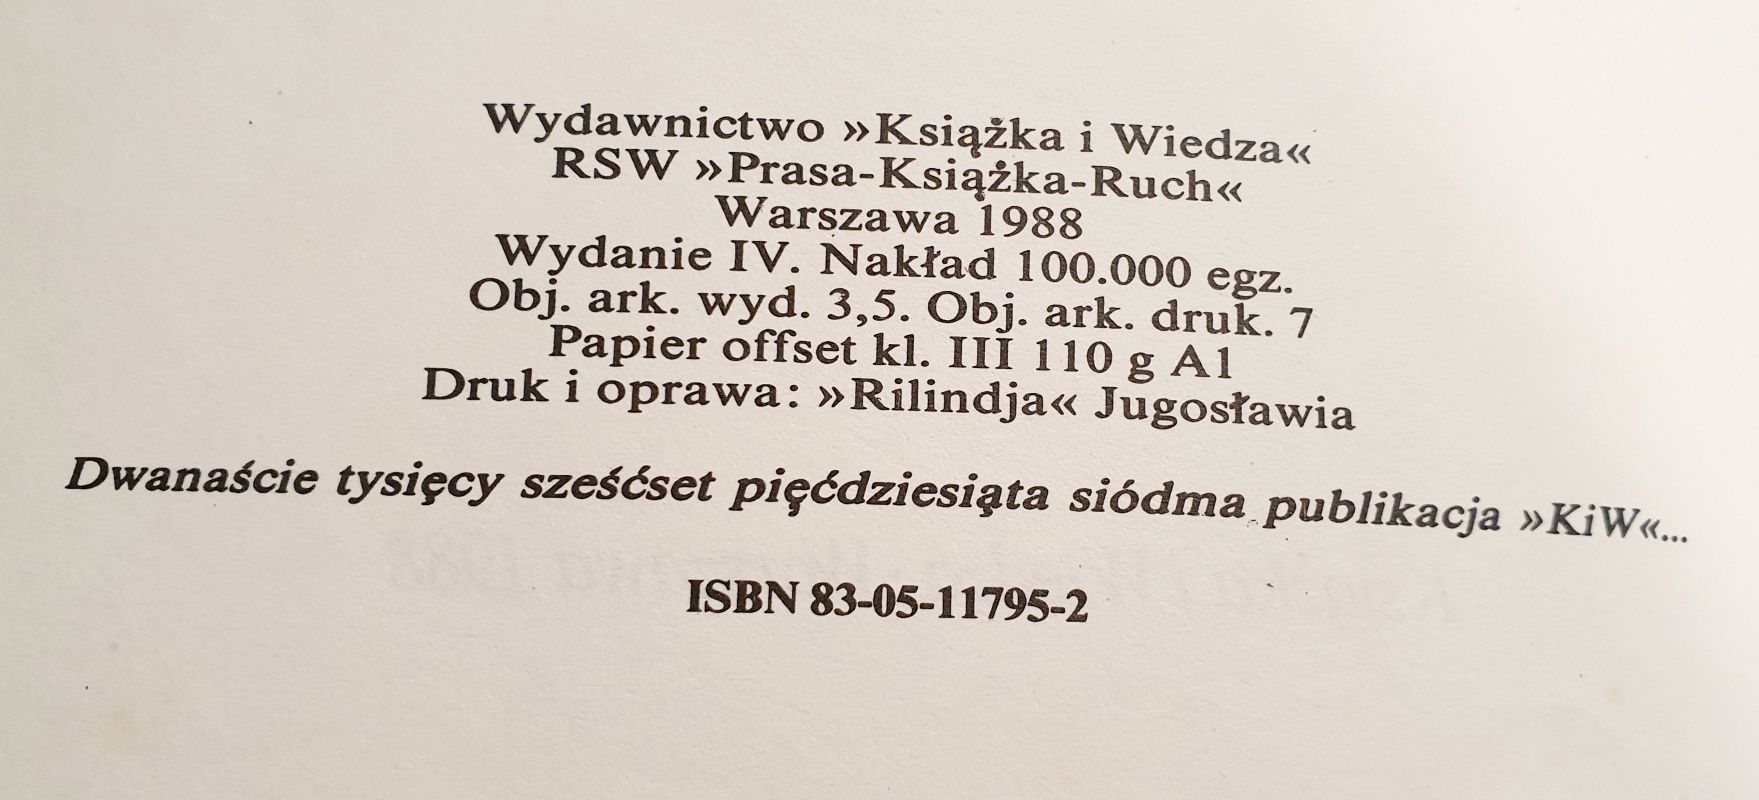 Wydawnictwo »Książka i Wiedza«
RSW »Prasa-Książka-Ruch«
Warszawa 1988
Wydanie IV. Nakład 100.000 egz.
Obj. ark. wyd. 3,5. Obj. ark. druk. 7
Papier offset kl. III 110 g A1
Druk i oprawa: »Rilindja« Jugosławia
Dwanaście tysięcy sześćset pięćdziesiąta siódma publikacja »KiW«...
ISBN 83-05-11795-2